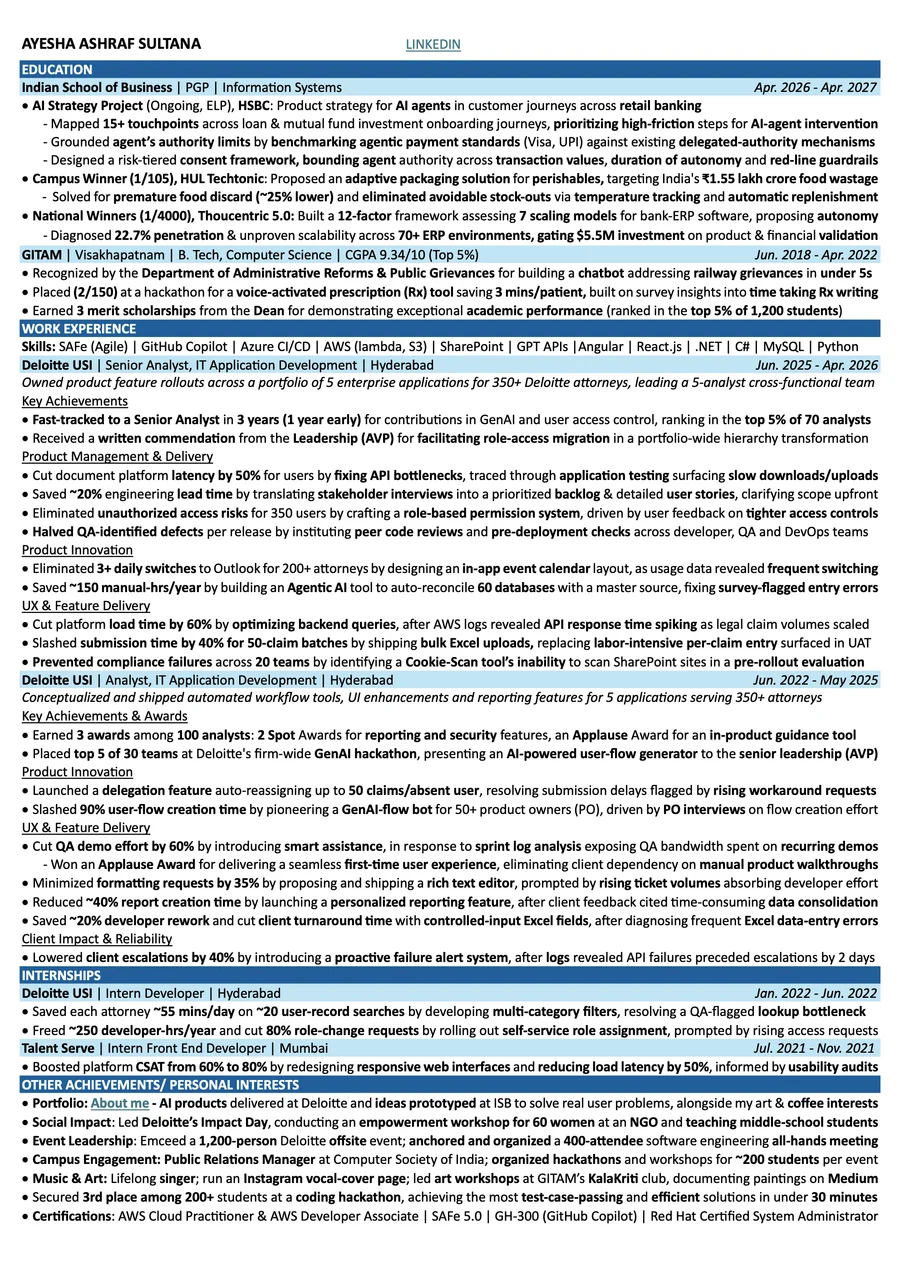 AYESHA ASHRAF SULTANA LINKEDIN
EDUCATION
Indian School of Business | PGP | Information Systems Apr. 2026 - Apr. 2027
• AI Strategy Project (Ongoing, ELP), HSBC: Product strategy for AI agents in customer journeys across retail banking
- Mapped 15+ touchpoints across loan & mutual fund investment onboarding journeys, prioritizing high-friction steps for AI-agent intervention
- Grounded agent's authority limits by benchmarking agentic payment standards (Visa, UPI) against existing delegated-authority mechanisms
- Designed a risk-tiered consent framework, bounding agent authority across transaction values, duration of autonomy and red-line guardrails
• Campus Winner (1/105), HUL Techtonic: Proposed an adaptive packaging solution for perishables, targeting India's ₹1.55 lakh crore food wastage
- Solved for premature food discard (~25% lower) and eliminated avoidable stock-outs via temperature tracking and automatic replenishment
• National Winners (1/4000), Thoucentric 5.0: Built a 12-factor framework assessing 7 scaling models for bank-ERP software, proposing autonomy
- Diagnosed 22.7% penetration & unproven scalability across 70+ ERP environments, gating $5.5M investment on product & financial validation
GITAM | Visakhapatnam | B. Tech, Computer Science | CGPA 9.34/10 (Top 5%) Jun. 2018 - Apr. 2022
• Recognized by the Department of Administrative Reforms & Public Grievances for building a chatbot addressing railway grievances in under 5s
• Placed (2/150) at a hackathon for a voice-activated prescription (Rx) tool saving 3 mins/patient, built on survey insights into time taking Rx writing
• Earned 3 merit scholarships from the Dean for demonstrating exceptional academic performance (ranked in the top 5% of 1,200 students)
WORK EXPERIENCE
Skills: SAFe (Agile) | GitHub Copilot | Azure CI/CD | AWS (lambda, S3) | SharePoint | GPT APIs |Angular | React.js | .NET | C# | MySQL | Python
Deloitte USI | Senior Analyst, IT Application Development | Hyderabad Jun. 2025 - Apr. 2026
Owned product feature rollouts across a portfolio of 5 enterprise applications for 350+ Deloitte attorneys, leading a 5-analyst cross-functional team
Key Achievements
• Fast-tracked to a Senior Analyst in 3 years (1 year early) for contributions in GenAI and user access control, ranking in the top 5% of 70 analysts
• Received a written commendation from the Leadership (AVP) for facilitating role-access migration in a portfolio-wide hierarchy transformation
Product Management & Delivery
• Cut document platform latency by 50% for users by fixing API bottlenecks, traced through application testing surfacing slow downloads/uploads
• Saved ~20% engineering lead time by translating stakeholder interviews into a prioritized backlog & detailed user stories, clarifying scope upfront
• Eliminated unauthorized access risks for 350 users by crafting a role-based permission system, driven by user feedback on tighter access controls
• Halved QA-identified defects per release by instituting peer code reviews and pre-deployment checks across developer, QA and DevOps teams
Product Innovation
• Eliminated 3+ daily switches to Outlook for 200+ attorneys by designing an in-app event calendar layout, as usage data revealed frequent switching
• Saved ~150 manual-hrs/year by building an Agentic AI tool to auto-reconcile 60 databases with a master source, fixing survey-flagged entry errors
UX & Feature Delivery
• Cut platform load time by 60% by optimizing backend queries, after AWS logs revealed API response time spiking as legal claim volumes scaled
• Slashed submission time by 40% for 50-claim batches by shipping bulk Excel uploads, replacing labor-intensive per-claim entry surfaced in UAT
• Prevented compliance failures across 20 teams by identifying a Cookie-Scan tool's inability to scan SharePoint sites in a pre-rollout evaluation
Deloitte USI | Analyst, IT Application Development | Hyderabad Jun. 2022 - May 2025
Conceptualized and shipped automated workflow tools, UI enhancements and reporting features for 5 applications serving 350+ attorneys
Key Achievements & Awards
• Earned 3 awards among 100 analysts: 2 Spot Awards for reporting and security features, an Applause Award for an in-product guidance tool
• Placed top 5 of 30 teams at Deloitte's firm-wide GenAI hackathon, presenting an AI-powered user-flow generator to the senior leadership (AVP)
Product Innovation
• Launched a delegation feature auto-reassigning up to 50 claims/absent user, resolving submission delays flagged by rising workaround requests
• Slashed 90% user-flow creation time by pioneering a GenAI-flow bot for 50+ product owners (PO), driven by PO interviews on flow creation effort
UX & Feature Delivery
• Cut QA demo effort by 60% by introducing smart assistance, in response to sprint log analysis exposing QA bandwidth spent on recurring demos
- Won an Applause Award for delivering a seamless first-time user experience, eliminating client dependency on manual product walkthroughs
• Minimized formatting requests by 35% by proposing and shipping a rich text editor, prompted by rising ticket volumes absorbing developer effort
• Reduced ~40% report creation time by launching a personalized reporting feature, after client feedback cited time-consuming data consolidation
• Saved ~20% developer rework and cut client turnaround time with controlled-input Excel fields, after diagnosing frequent Excel data-entry errors
Client Impact & Reliability
• Lowered client escalations by 40% by introducing a proactive failure alert system, after logs revealed API failures preceded escalations by 2 days
INTERNSHIPS
Deloitte USI | Intern Developer | Hyderabad Jan. 2022 - Jun. 2022
• Saved each attorney ~55 mins/day on ~20 user-record searches by developing multi-category filters, resolving a QA-flagged lookup bottleneck
• Freed ~250 developer-hrs/year and cut 80% role-change requests by rolling out self-service role assignment, prompted by rising access requests
Talent Serve | Intern Front End Developer | Mumbai Jul. 2021 - Nov. 2021
• Boosted platform CSAT from 60% to 80% by redesigning responsive web interfaces and reducing load latency by 50%, informed by usability audits
OTHER ACHIEVEMENTS/ PERSONAL INTERESTS
• Portfolio: About me - AI products delivered at Deloitte and ideas prototyped at ISB to solve real user problems, alongside my art & coffee interests
• Social Impact: Led Deloitte's Impact Day, conducting an empowerment workshop for 60 women at an NGO and teaching middle-school students
• Event Leadership: Emceed a 1,200-person Deloitte offsite event; anchored and organized a 400-attendee software engineering all-hands meeting
• Campus Engagement: Public Relations Manager at Computer Society of India; organized hackathons and workshops for ~200 students per event
• Music & Art: Lifelong singer; run an Instagram vocal-cover page; led art workshops at GITAM's KalaKriti club, documenting paintings on Medium
• Secured 3rd place among 200+ students at a coding hackathon, achieving the most test-case-passing and efficient solutions in under 30 minutes
• Certifications: AWS Cloud Practitioner & AWS Developer Associate | SAFe 5.0 | GH-300 (GitHub Copilot) | Red Hat Certified System Administrator